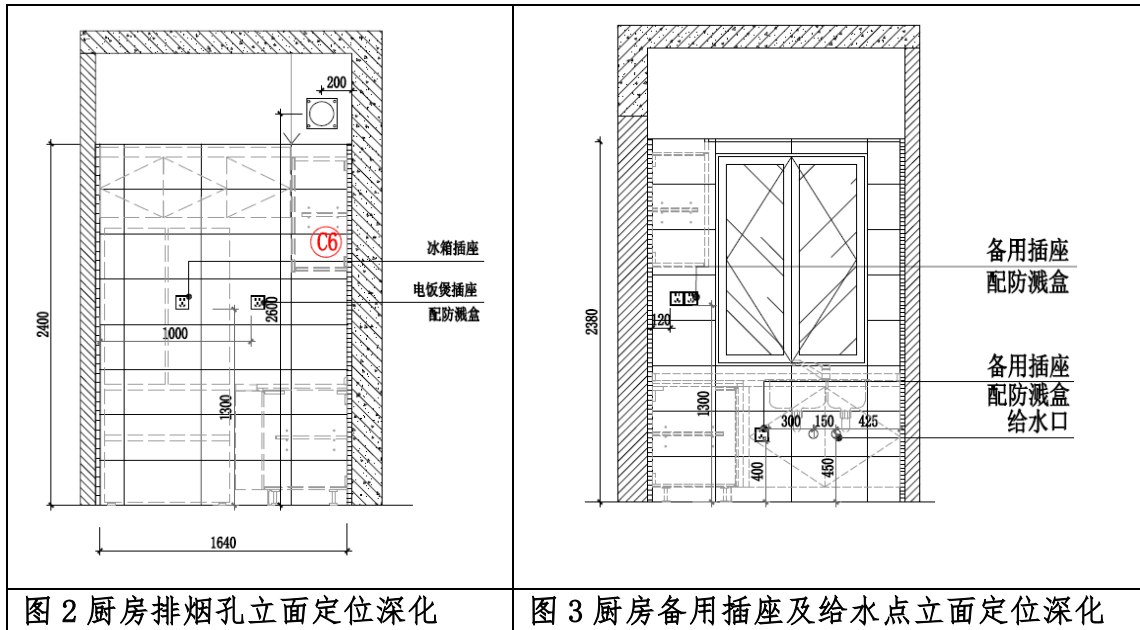 200
2400
C6
冰箱插座
电饭煲插座
配防溅盒
1000
2600
1300
1640
图2厨房排烟孔立面定位深化
2380
120
1300
备用插座
配防溅盒
备用插座
配防溅盒
给水口
300 150 425
400
450
图3厨房备用插座及给水点立面定位深化